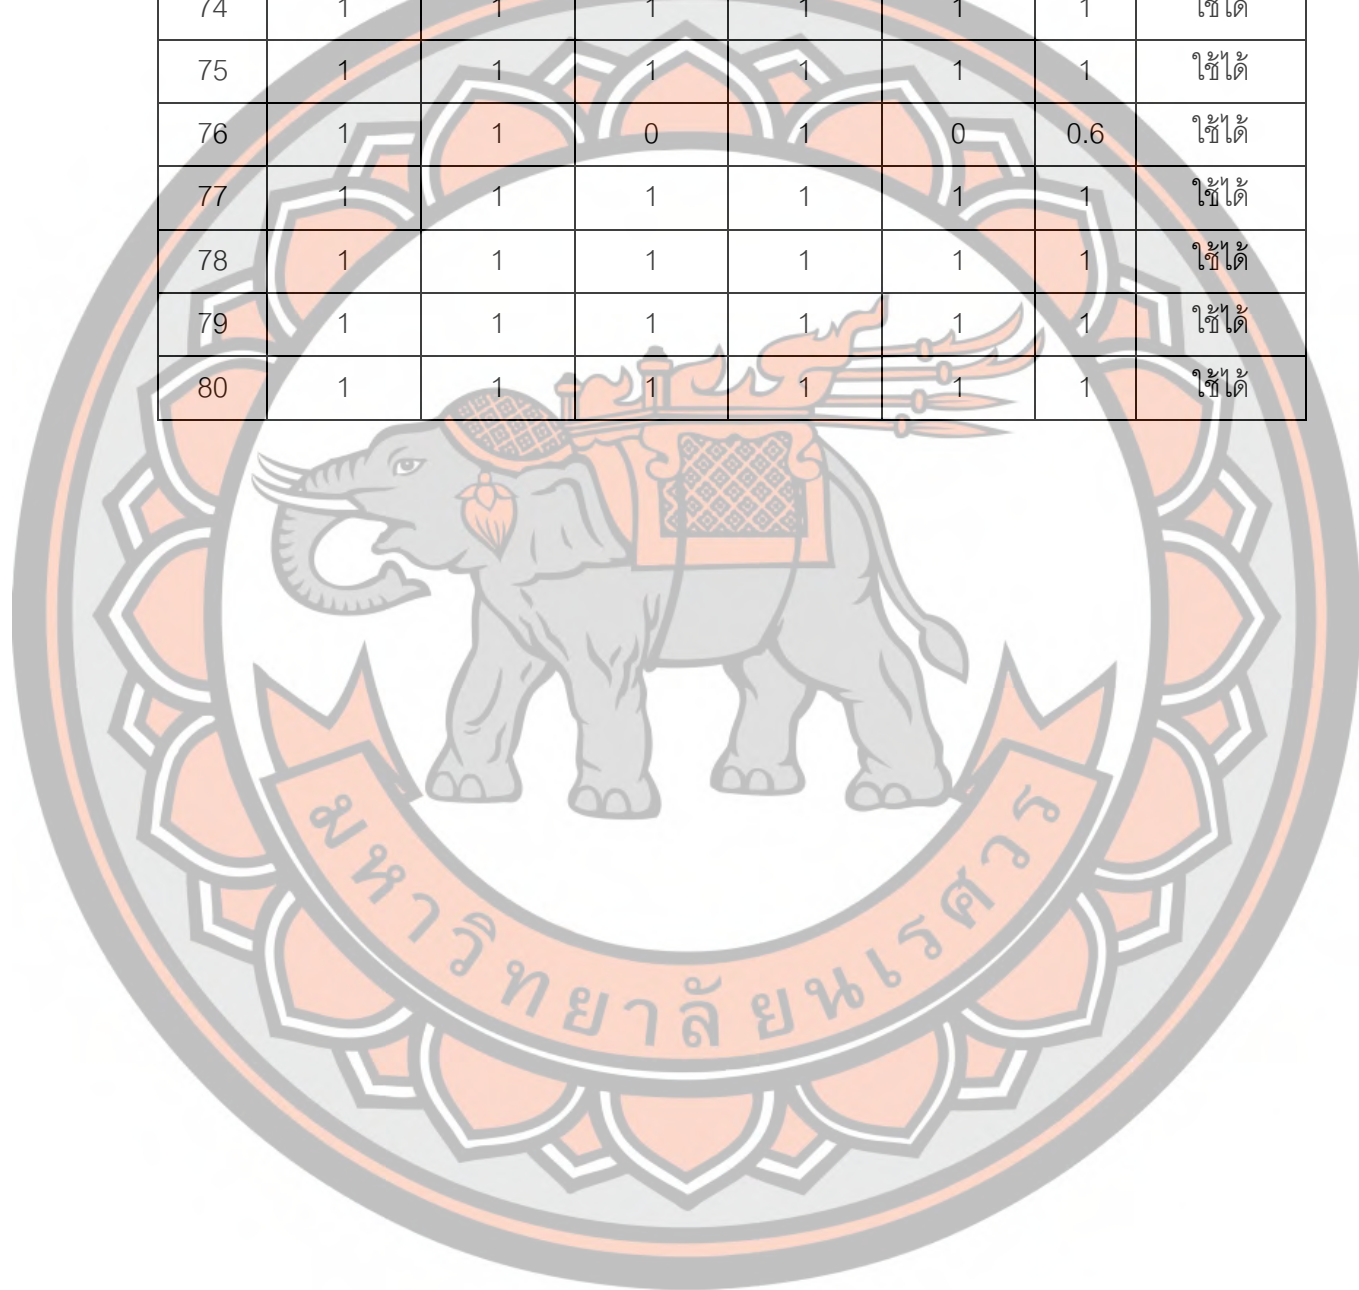 74 1 1 1 1 1 1 ใช้ได้
75 1 1 1 1 1 1 ใช้ได้
76 1 1 0 1 0 0.6 ใช้ได้
77 1 1 1 1 1 1 ใช้ได้
78 1 1 1 1 1 1 ใช้ได้
79 1 1 1 1 1 1 ใช้ได้
80 1 1 1 1 1 1 ใช้ได้
มหาวิทยาลัยนเรศวร